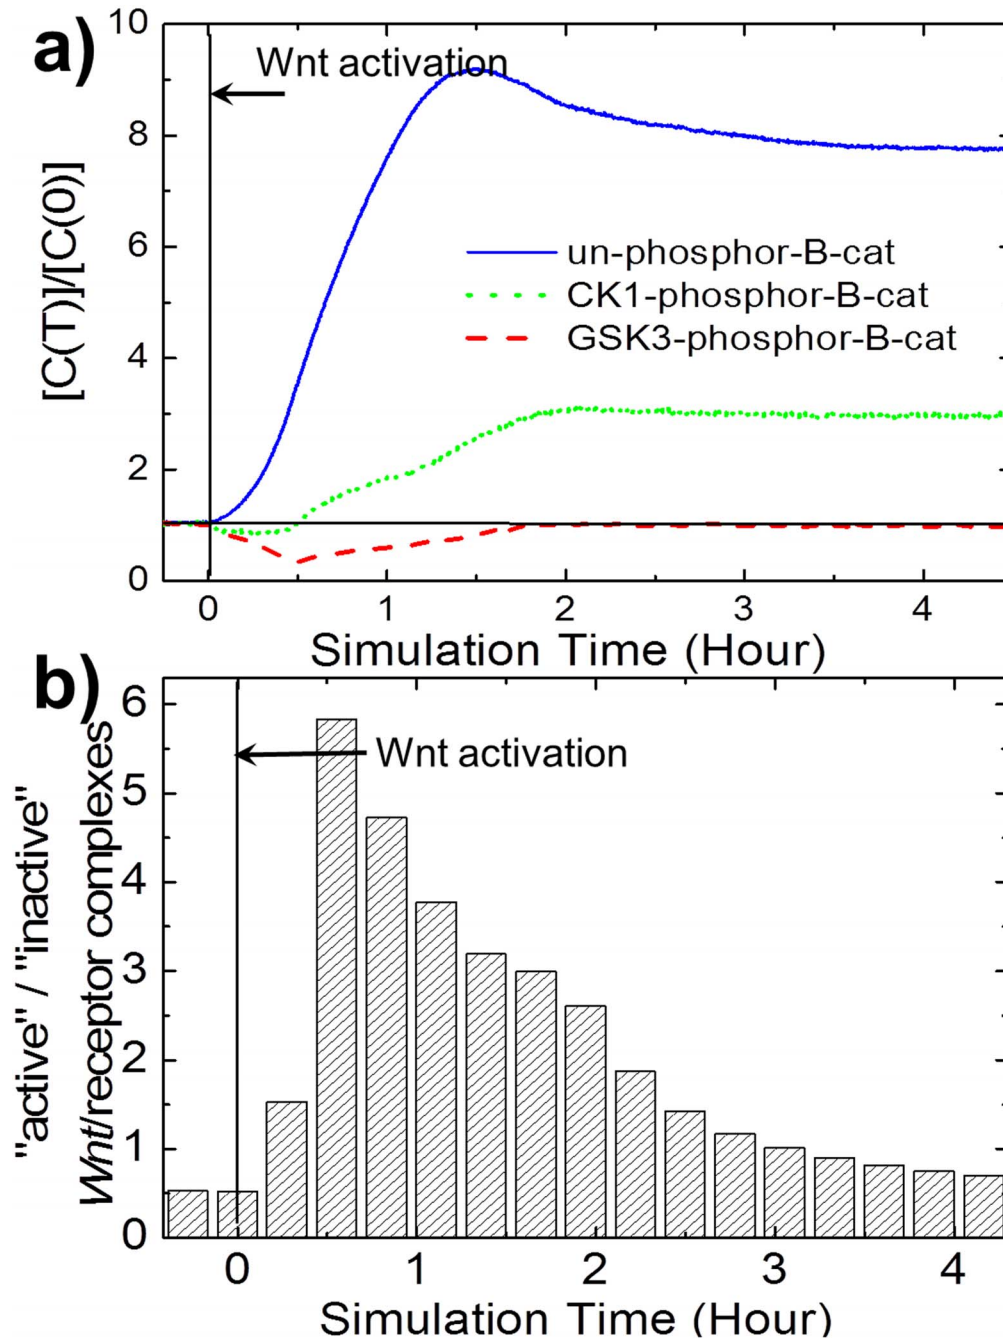 a)
Wnt activation
[C(T)]/[C(0)]
10
8
6
4
2
0
un-phosphor-B-cat
CK1-phosphor-B-cat
GSK3-phosphor-B-cat
0 1 2 3 4
Simulation Time (Hour)
b)
Wnt activation
"active" / "inactive"
Wnt/receptor complexes
6
5
4
3
2
1
0
0 1 2 3 4
Simulation Time (Hour)